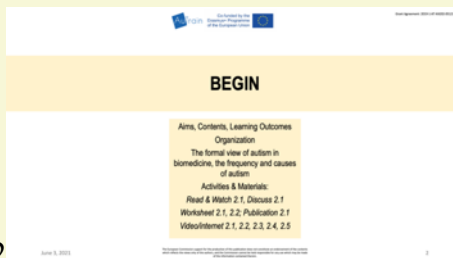 AuTrain
Co-funded by the
Erasmus+ Programme
of the European Union
BEGIN
Aims, Contents, Learning Outcomes
Organization
The formal view of autism in
biomedicine, the frequency and causes
of autism
Activities & Materials:
Read & Watch 2.1, Discuss 2.1
Worksheet 2.1, 2.2; Publication 2.1
Video/internet 2.1, 2.2, 2.3, 2.4, 2.5
June 3, 2021
3